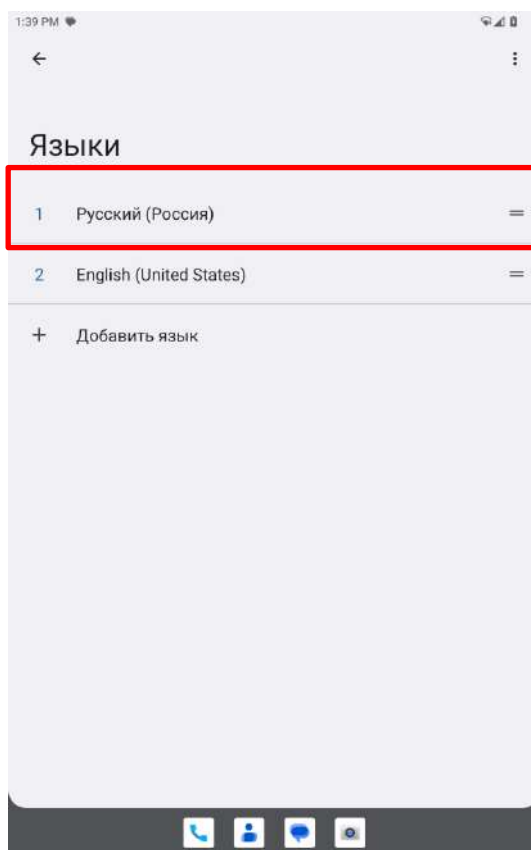 1:39 PM
Языки
1 Русский (Россия)
2 English (United States)
+ Добавить язык